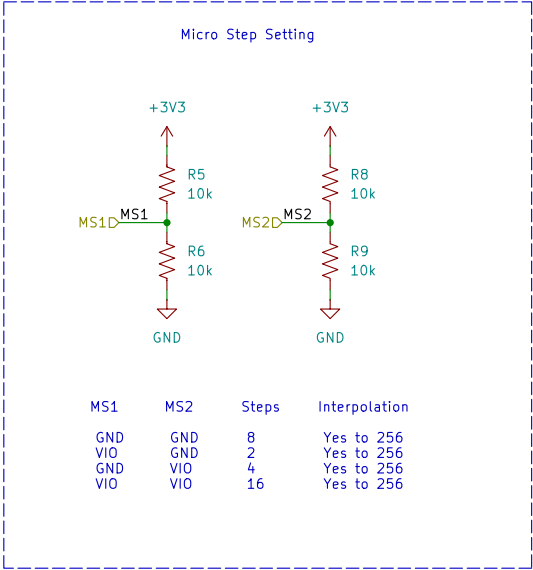 Micro Step Setting
+3V3 +3V3
R5 R8
10k 10k
MS1 MS1 MS2 MS2
R6 R9
10k 10k
GND GND
MS1 MS2 Steps Interpolation
GND GND 8 Yes to 256
VIO GND 2 Yes to 256
GND VIO 4 Yes to 256
VIO VIO 16 Yes to 256